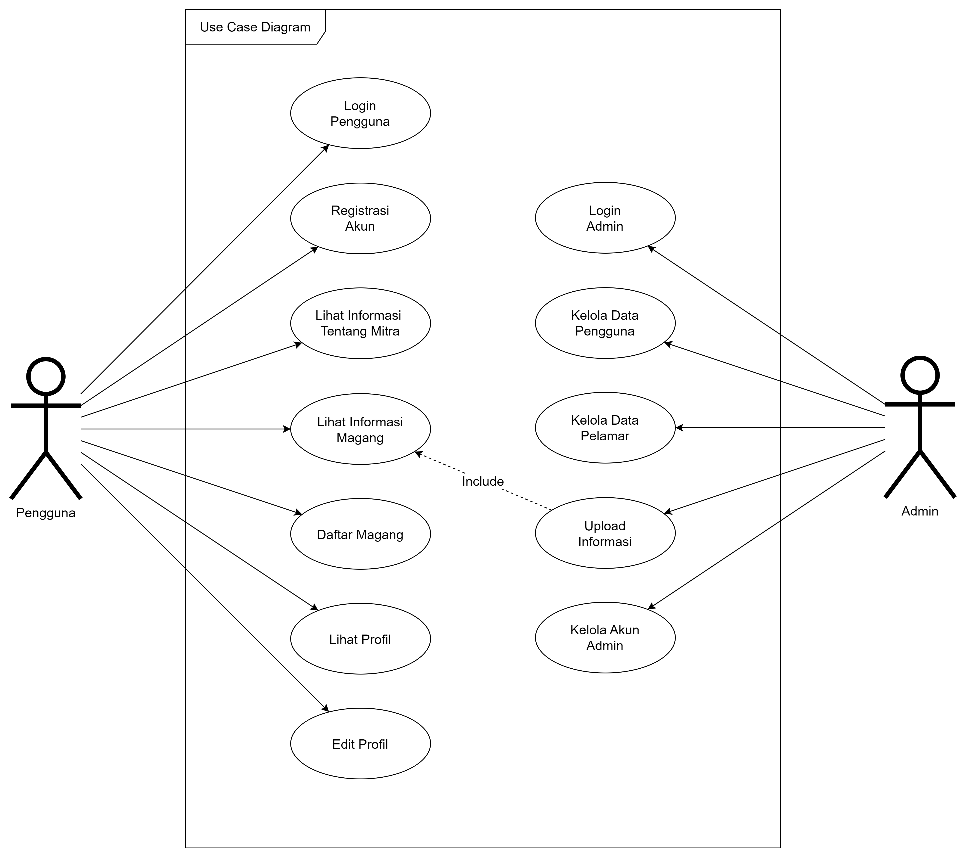 Use Case Diagram
Login
Pengguna
Registrasi
Akun
Login
Admin
Lihat Informasi
Tentang Mitra
Kelola Data
Pengguna
Lihat Informasi
Magang
Kelola Data
Pelamar
Include
Pengguna
Admin
Daftar Magang
Upload
Informasi
Lihat Profil
Kelola Akun
Admin
Edit Profil